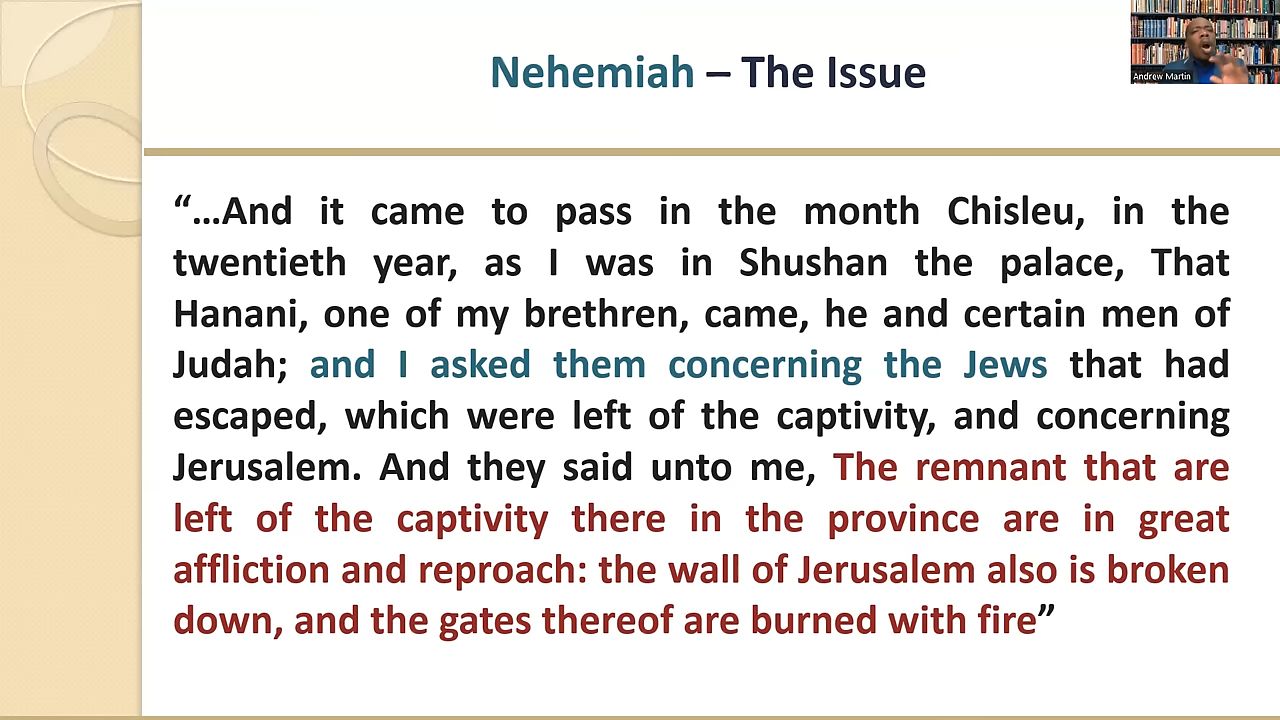 Nehemiah – The Issue
Andrew Martin
“…And it came to pass in the month Chisleu, in the
twentieth year, as I was in Shushan the palace, That
Hanani, one of my brethren, came, he and certain men of
Judah; and I asked them concerning the Jews that had
escaped, which were left of the captivity, and concerning
Jerusalem. And they said unto me, The remnant that are
left of the captivity there in the province are in great
affliction and reproach: the wall of Jerusalem also is broken
down, and the gates thereof are burned with fire”